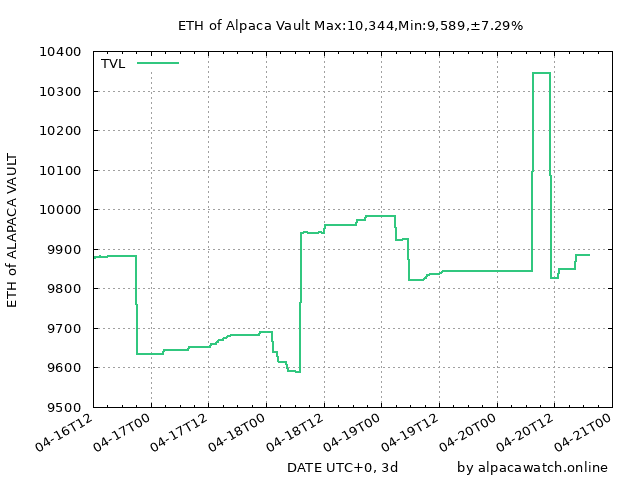 ETH of Alpaca Vault Max:10,344,Min:9,589,±7.29%
TVL
10400
10300
10200
10100
10000
9900
9800
9700
9600
9500
ETH of ALAPACA VAULT
04-16T12
04-17T00
04-17T12
04-18T00
04-18T12
04-19T00
04-19T12
04-20T00
04-20T12
04-21T00
DATE UTC+0, 3d
by alpacawatch.online